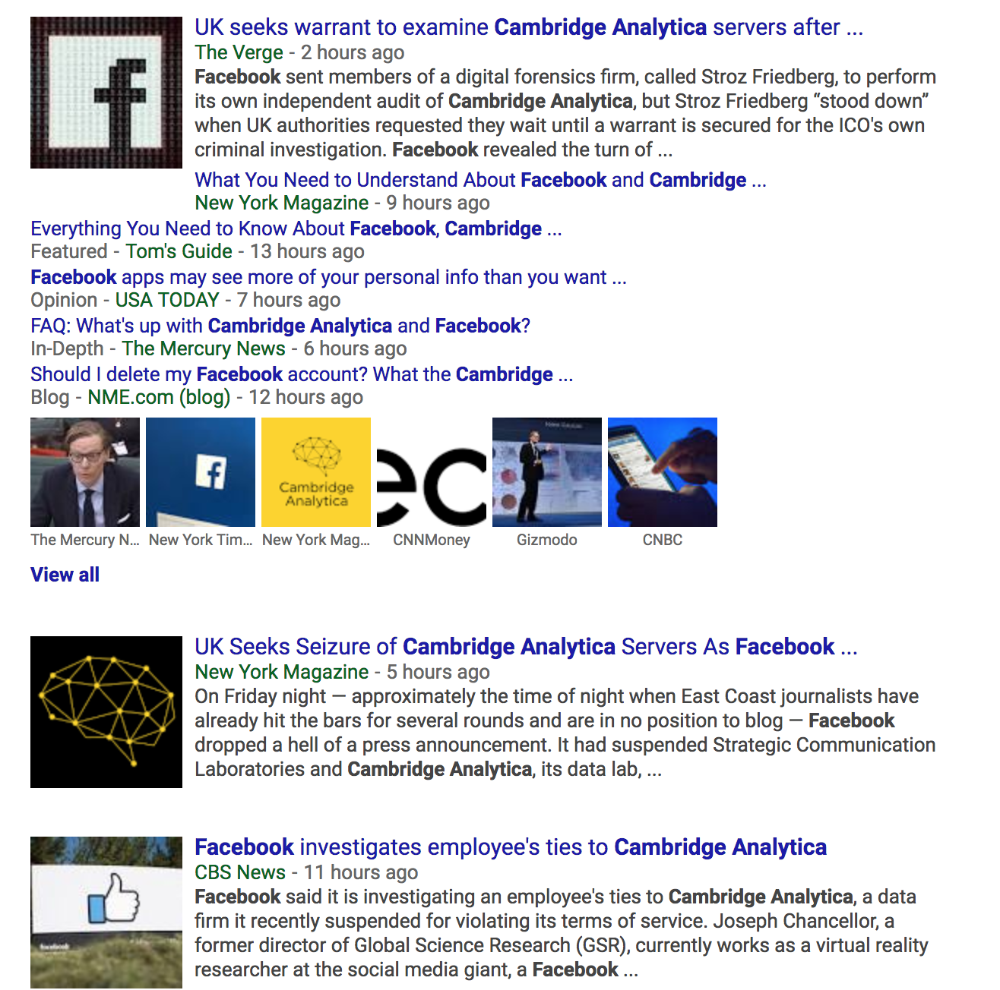 UK seeks warrant to examine Cambridge Analytica servers after ...
The Verge - 2 hours ago
Facebook sent members of a digital forensics firm, called Stroz Friedberg, to perform
its own independent audit of Cambridge Analytica, but Stroz Friedberg “stood down”
when UK authorities requested they wait until a warrant is secured for the ICO's own
criminal investigation. Facebook revealed the turn of ...
What You Need to Understand About Facebook and Cambridge ...
New York Magazine - 9 hours ago
Everything You Need to Know About Facebook, Cambridge ...
Featured - Tom's Guide - 13 hours ago
Facebook apps may see more of your personal info than you want ...
Opinion - USA TODAY - 7 hours ago
FAQ: What's up with Cambridge Analytica and Facebook?
In-Depth - The Mercury News - 6 hours ago
Should I delete my Facebook account? What the Cambridge ...
Blog - NME.com (blog) - 12 hours ago
Cambridge
Analytica
ec
The Mercury N... New York Tim... New York Mag... CNNMoney Gizmodo CNBC
View all
UK Seeks Seizure of Cambridge Analytica Servers As Facebook ...
New York Magazine - 5 hours ago
On Friday night — approximately the time of night when East Coast journalists have
already hit the bars for several rounds and are in no position to blog — Facebook
dropped a hell of a press announcement. It had suspended Strategic Communication
Laboratories and Cambridge Analytica, its data lab, ...
Facebook investigates employee's ties to Cambridge Analytica
CBS News - 11 hours ago
Facebook said it is investigating an employee's ties to Cambridge Analytica, a data
firm it recently suspended for violating its terms of service. Joseph Chancellor, a
former director of Global Science Research (GSR), currently works as a virtual reality
researcher at the social media giant, a Facebook ...
facebook